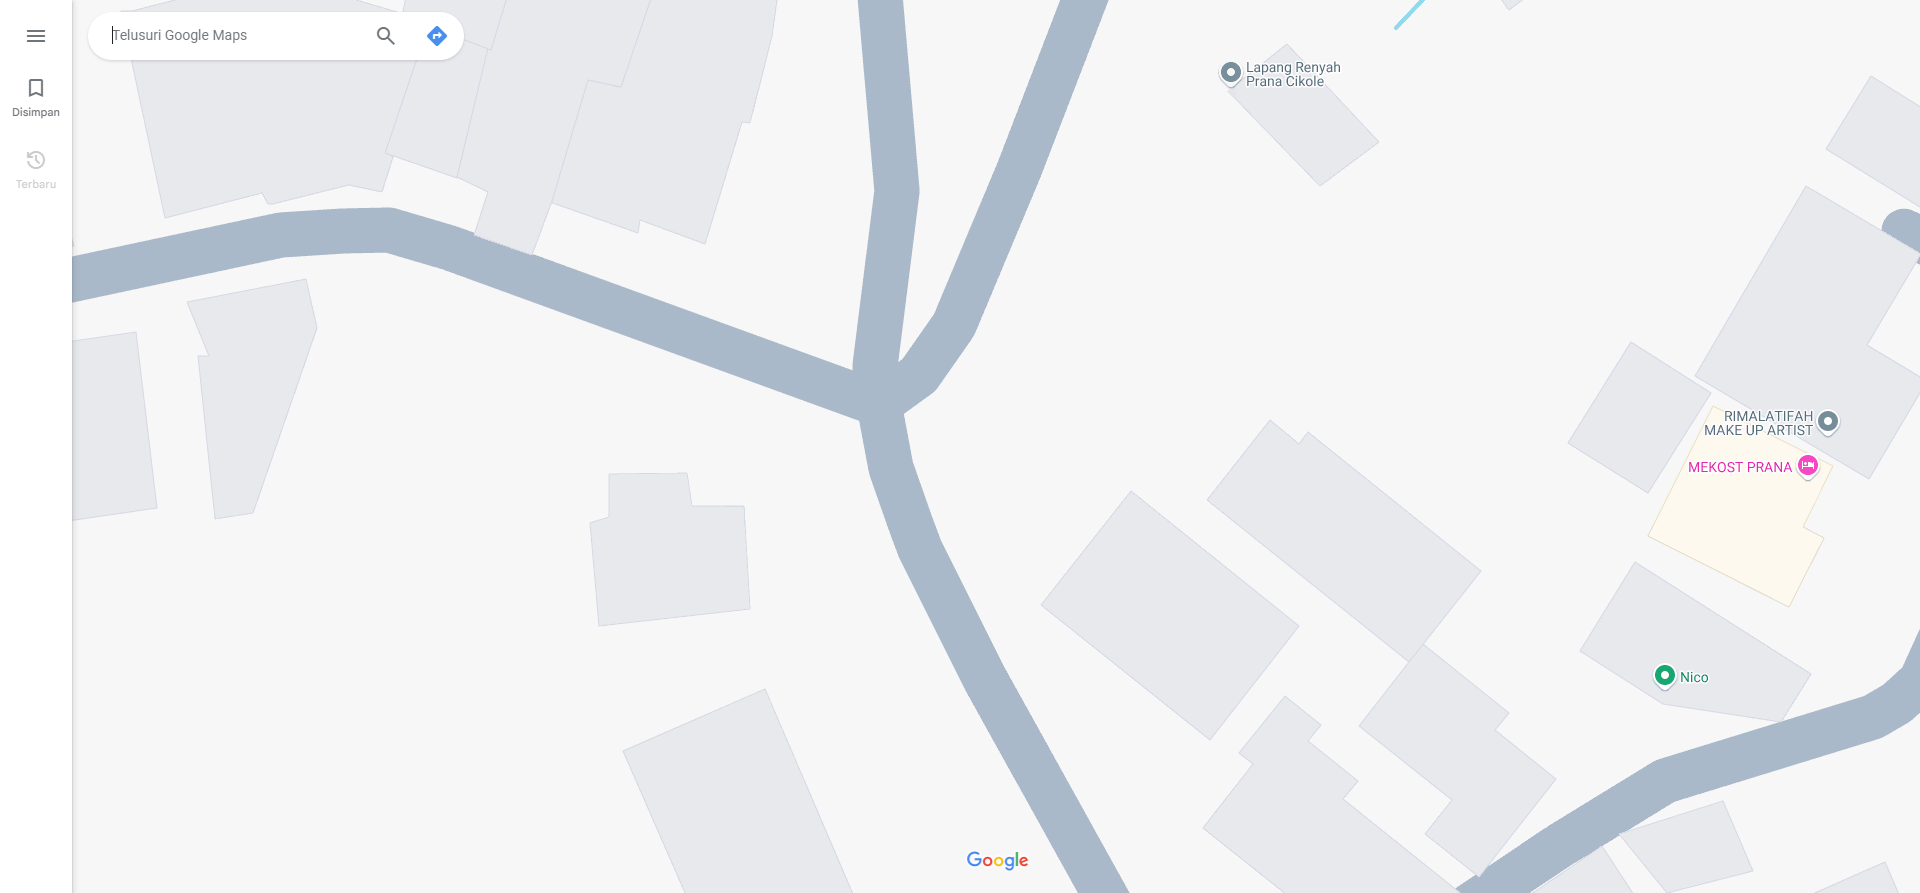 Telusuri Google Maps
Disimpan
Terbaru
Lapang Renyah
Prana Cikole
RIMALATIFAH
MAKE UP ARTIST
MEKOST PRANA
Nico
Google